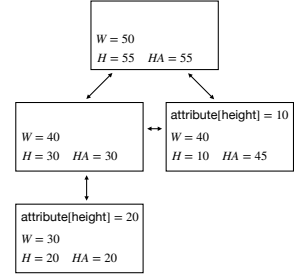 W = 50
H = 55 HA = 55
W = 40
H = 30 HA = 30
attribute[height] = 10
W = 40
H = 10 HA = 45
attribute[height] = 20
W = 30
H = 20 HA = 20